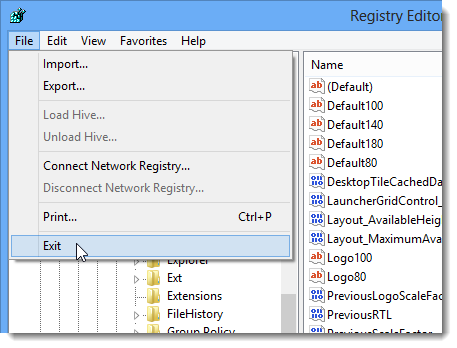 Registry Editor
File Edit View Favorites Help
Import...
Export...
Load Hive...
Unload Hive...
Connect Network Registry...
Disconnect Network Registry...
Print... Ctrl+P
Exit
Explorer
Ext
Extensions
FileHistory
Group Policy
Name
(Default)
Default100
Default140
Default180
Default80
DesktopTileCachedDa
LauncherGridControl_
Layout_AvailableHeig
Layout_MaximumAva
Logo100
Logo80
PreviousLogoScaleFac
PreviousRTL
PreviousScaleFactor